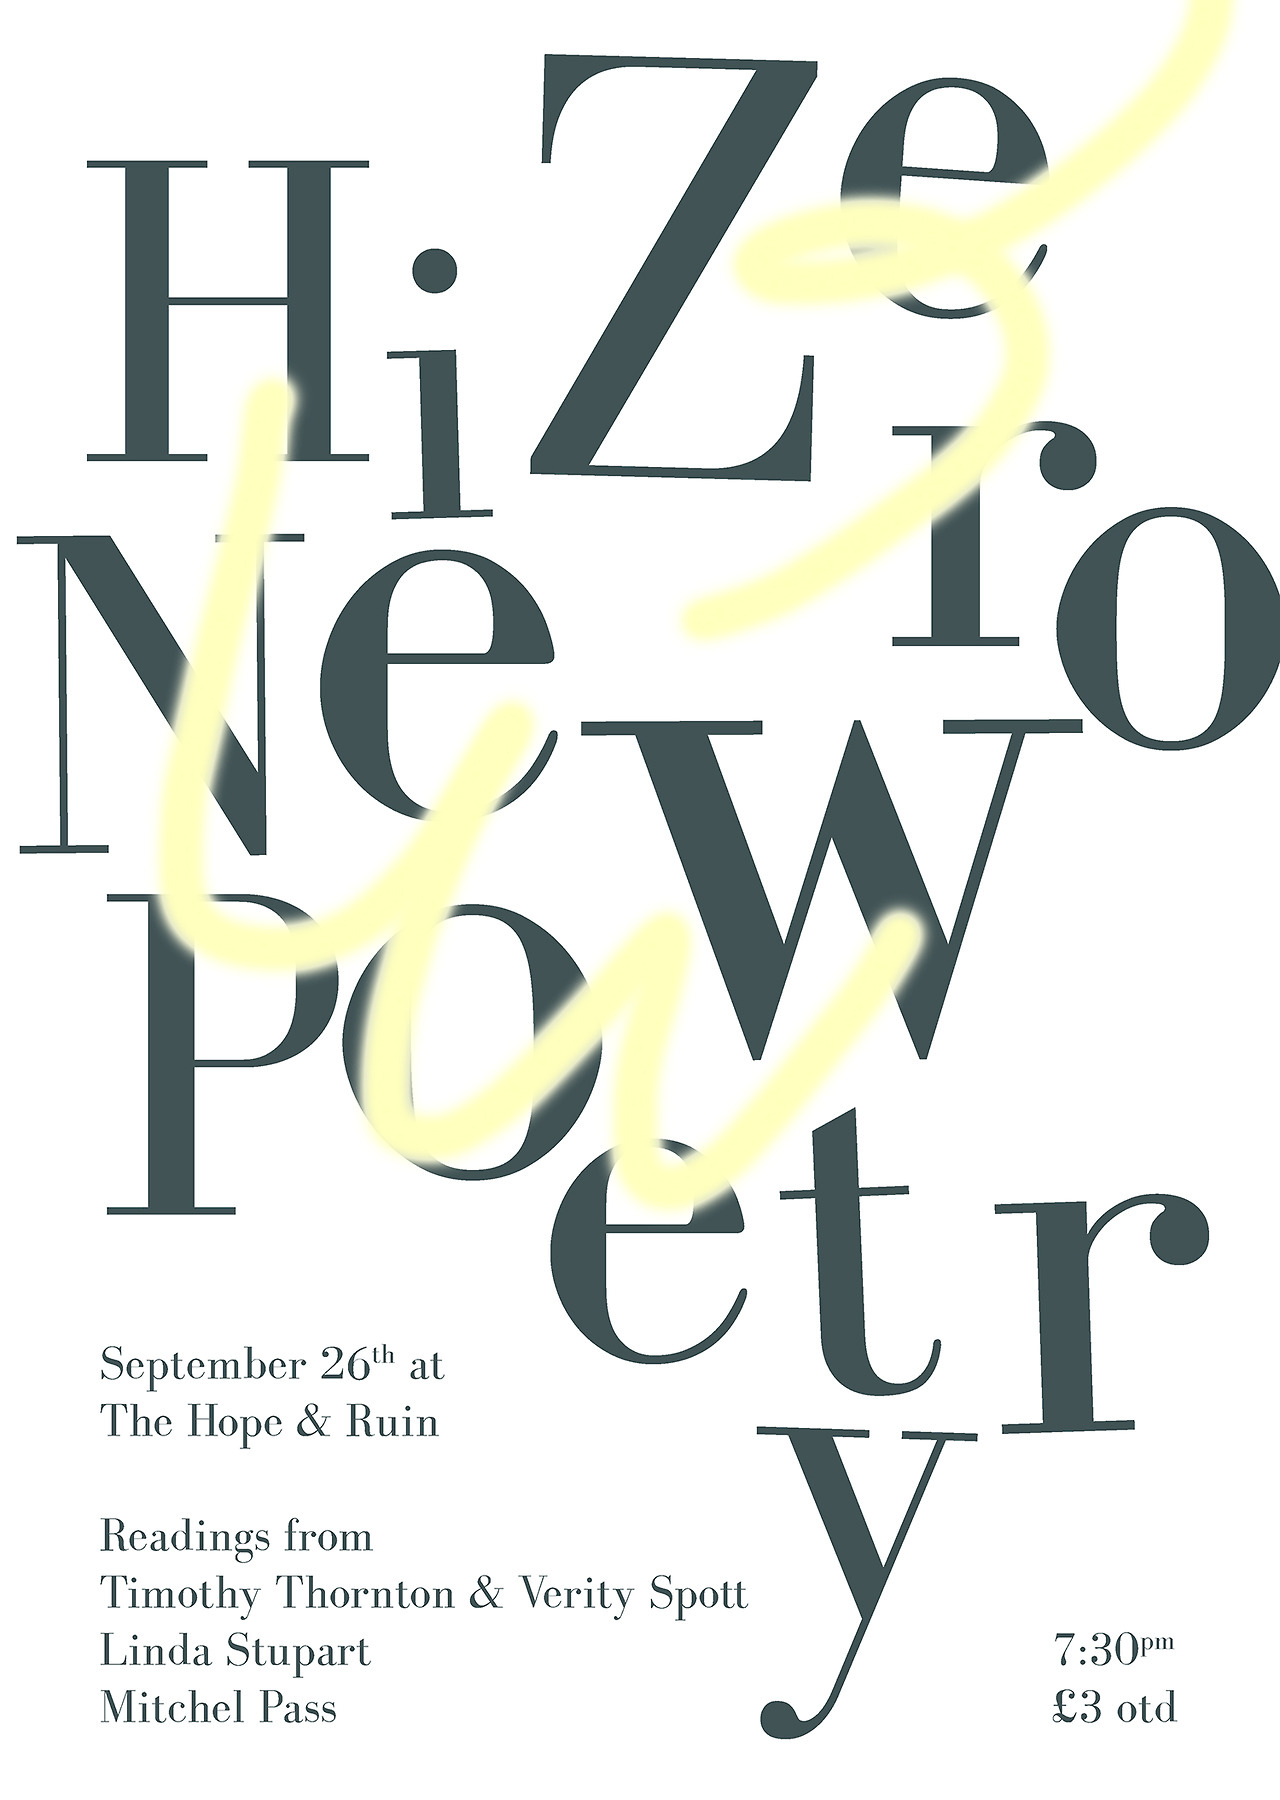 Hi Zero
New
Poetry
September 26th at
The Hope & Ruin
Readings from
Timothy Thornton & Verity Spott
Linda Stupart
Mitchel Pass
7:30pm
£3 otd